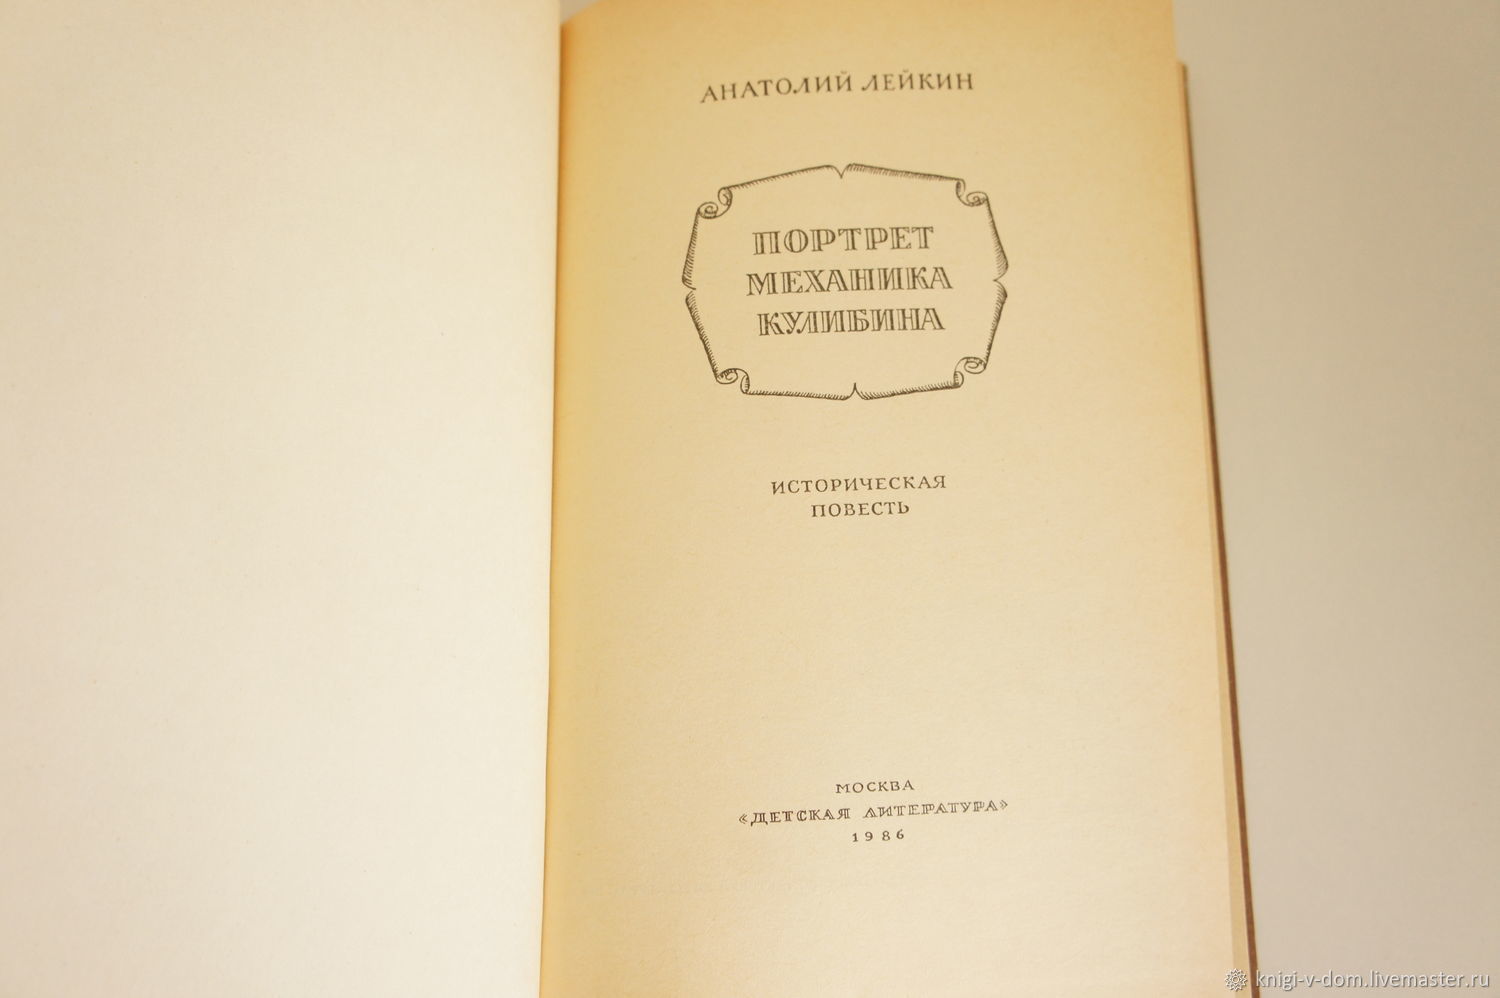 АНАТОЛИЙ ЛЕЙКИН
ПОРТРЕТ
МЕХАНИКА
КУЛИБИНА
ИСТОРИЧЕСКАЯ
ПОВЕСТЬ
МОСКВА
«ДЕТСКАЯ ЛИТЕРАТУРА»
1986
knigi-v-dom.livemaster.ru